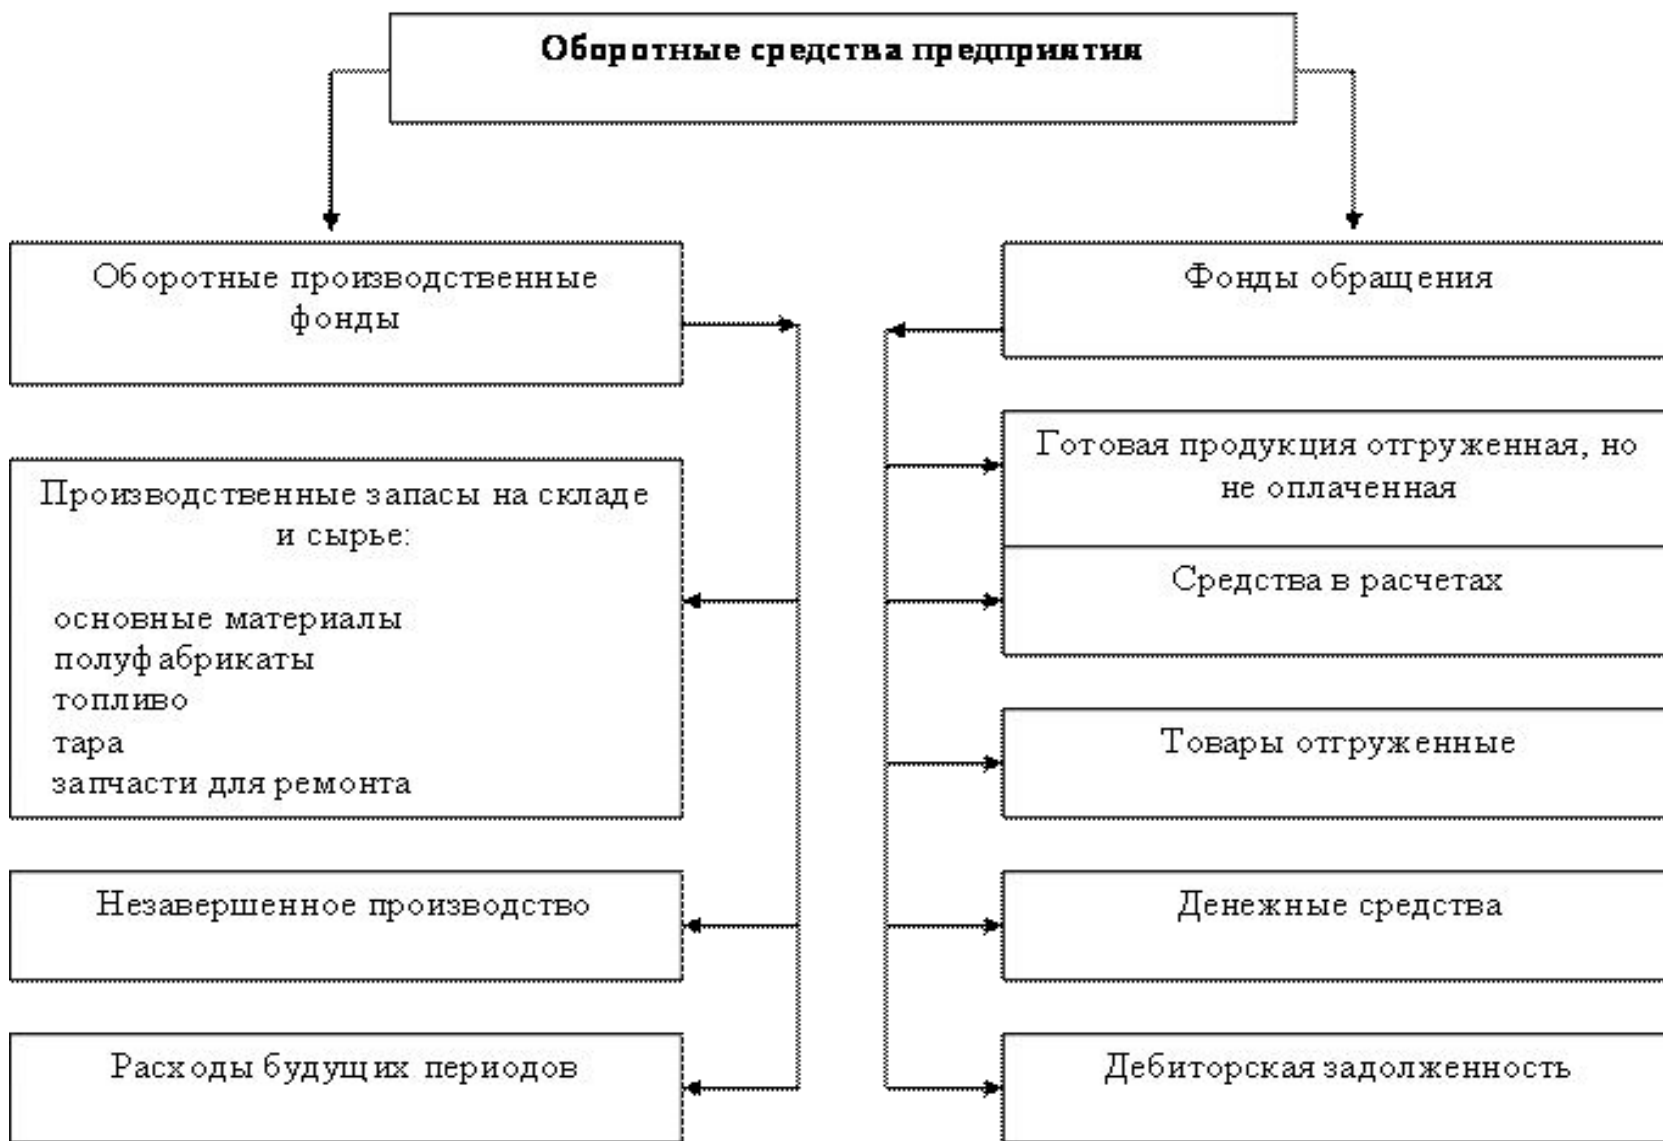 Оборотные средства предприятия
Оборотные производственные
фонды
Фонды обращения
Производственные запасы на складе
и сырье:
основные материалы
полуфабрикаты
топливо
тара
запчасти для ремонта
Незавершенное производство
Расходы будущих периодов
Готовая продукция отгруженная, но
не оплаченная
Средства в расчетах
Товары отгруженные
Денежные средства
Дебиторская задолженность